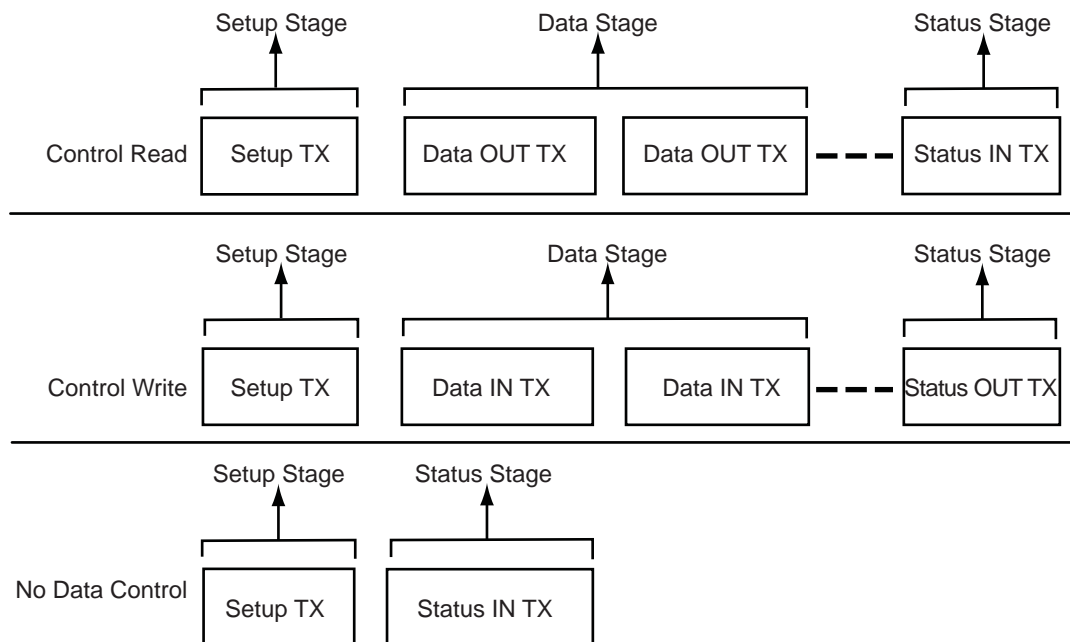 Setup Stage Data Stage Status Stage
Control Read Setup TX Data OUT TX Data OUT TX Status IN TX
Setup Stage Data Stage Status Stage
Control Write Setup TX Data IN TX Data IN TX Status OUT TX
Setup Stage Status Stage
No Data Control Setup TX Status IN TX